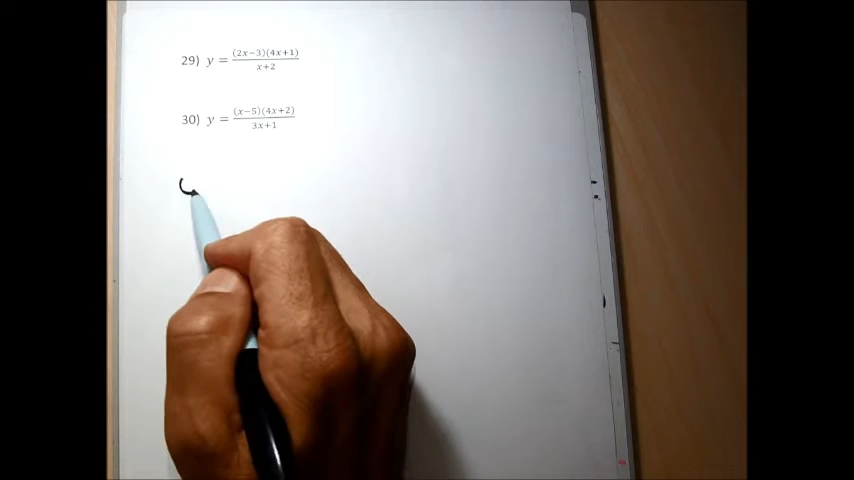 29) y = (2x−3)(4x+1)/x+2
30) y = (x−5)(4x+2)/3x+1